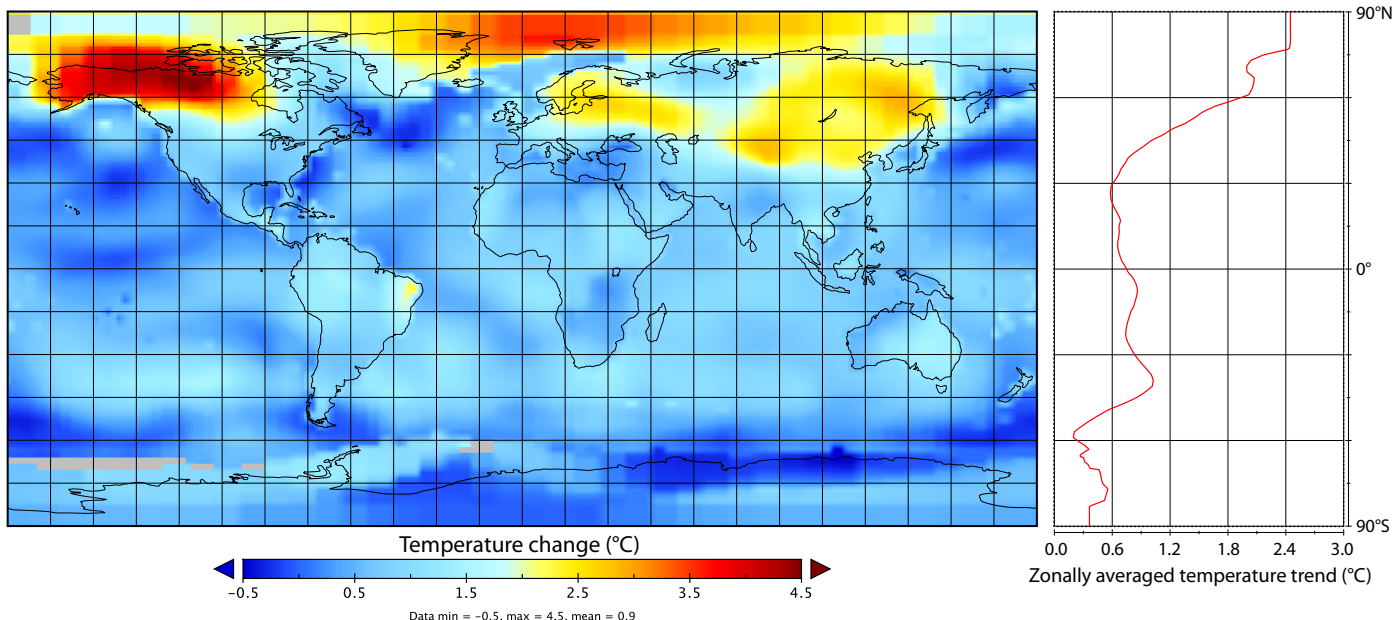 90°N
0°
90°S
0.0 0.6 1.2 1.8 2.4 3.0
Zonally averaged temperature trend (°C)
Temperature change (°C)
−0.5 0.5 1.5 2.5 3.5 4.5
Data min = −0.5, max = 4.5, mean = 0.9